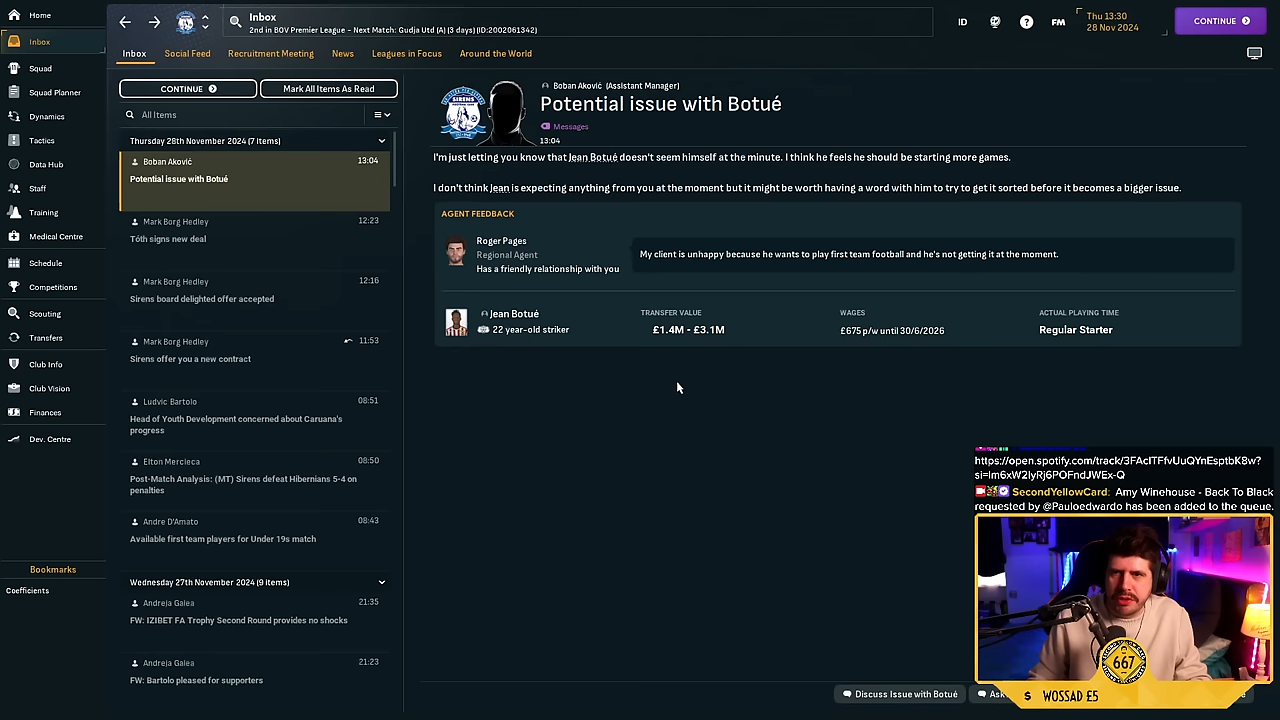 Home
Inbox
Squad
Squad Planner
Dynamics
Tactics
Data Hub
Staff
Training
Medical Centre
Schedule
Competitions
Scouting
Transfers
Club Info
Club Vision
Finances
Dev. Centre
Bookmarks
Coefficients
Inbox
2nd in BOV Premier League - Next Match: Gudja Utd (A) (3 days) (ID:2002061342)
ID
?
FM
Thu 13:30
28 Nov 2024
CONTINUE
Inbox
Social Feed
Recruitment Meeting
News
Leagues in Focus
Around the World
CONTINUE
Mark All Items As Read
All Items
Thursday 28th November 2024 (7 Items)
Boban Aković 13:04
Potential issue with Botué
Mark Borg Hedley 12:23
Tóth signs new deal
Mark Borg Hedley 12:16
Sirens board delighted offer accepted
Mark Borg Hedley 11:53
Sirens offer you a new contract
Ludvic Bartolo 08:51
Head of Youth Development concerned about Caruana's
progress
Elton Mercieca 08:50
Post-Match Analysis: (MT) Sirens defeat Hibernians 5-4 on
penalties
Andre D'Amato 08:43
Available first team players for Under 19s match
Wednesday 27th November 2024 (9 Items)
Andreja Galea 21:35
FW: IZIBET FA Trophy Second Round provides no shocks
Andreja Galea 21:23
FW: Bartolo pleased for supporters
SIRENS
Boban Aković (Assistant Manager)
Potential issue with Botué
Messages
13:04
I'm just letting you know that Jean Botué doesn't seem himself at the minute. I think he feels he should be starting more games.
I don't think Jean is expecting anything from you at the moment but it might be worth having a word with him to try to get it sorted before it becomes a bigger issue.
AGENT FEEDBACK
Roger Pages
Regional Agent
Has a friendly relationship with you
My client is unhappy because he wants to play first team football and he's not getting it at the moment.
Jean Botué
22 year-old striker
TRANSFER VALUE
£1.4M - £3.1M
WAGES
£675 p/w until 30/6/2026
ACTUAL PLAYING TIME
Regular Starter
Discuss Issue with Botué
Ask
https://open.spotify.com/track/3FAclTFfvUuQYnEsptbK8w?
si=Im6xW2IyRj6POFndJWEx-Q
SecondYellowCard: Amy Winehouse - Back To Black
requested by @Pauloedwardo has been added to the queue.
667
$ WOSSAD £5